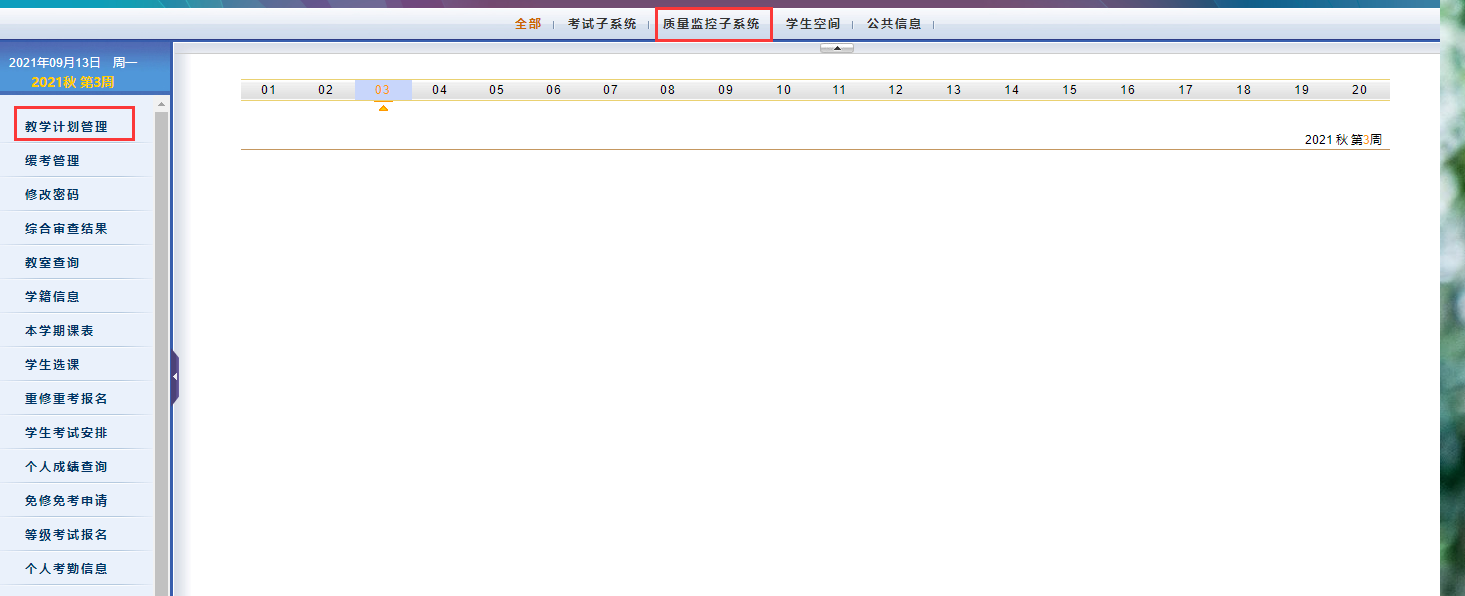 全部 | 考试子系统 | 质量监控子系统 学生空间 | 公共信息 |
2021年09月13日 周一
2021秋 第3周
教学计划管理
缓考管理
修改密码
综合审查结果
教室查询
学籍信息
本学期课表
学生选课
重修重考报名
学生考试安排
个人成绩查询
免修免考申请
等级考试报名
个人考勤信息
01 02 03 04 05 06 07 08 09 10 11 12 13 14 15 16 17 18 19 20
2021 秋 第3周